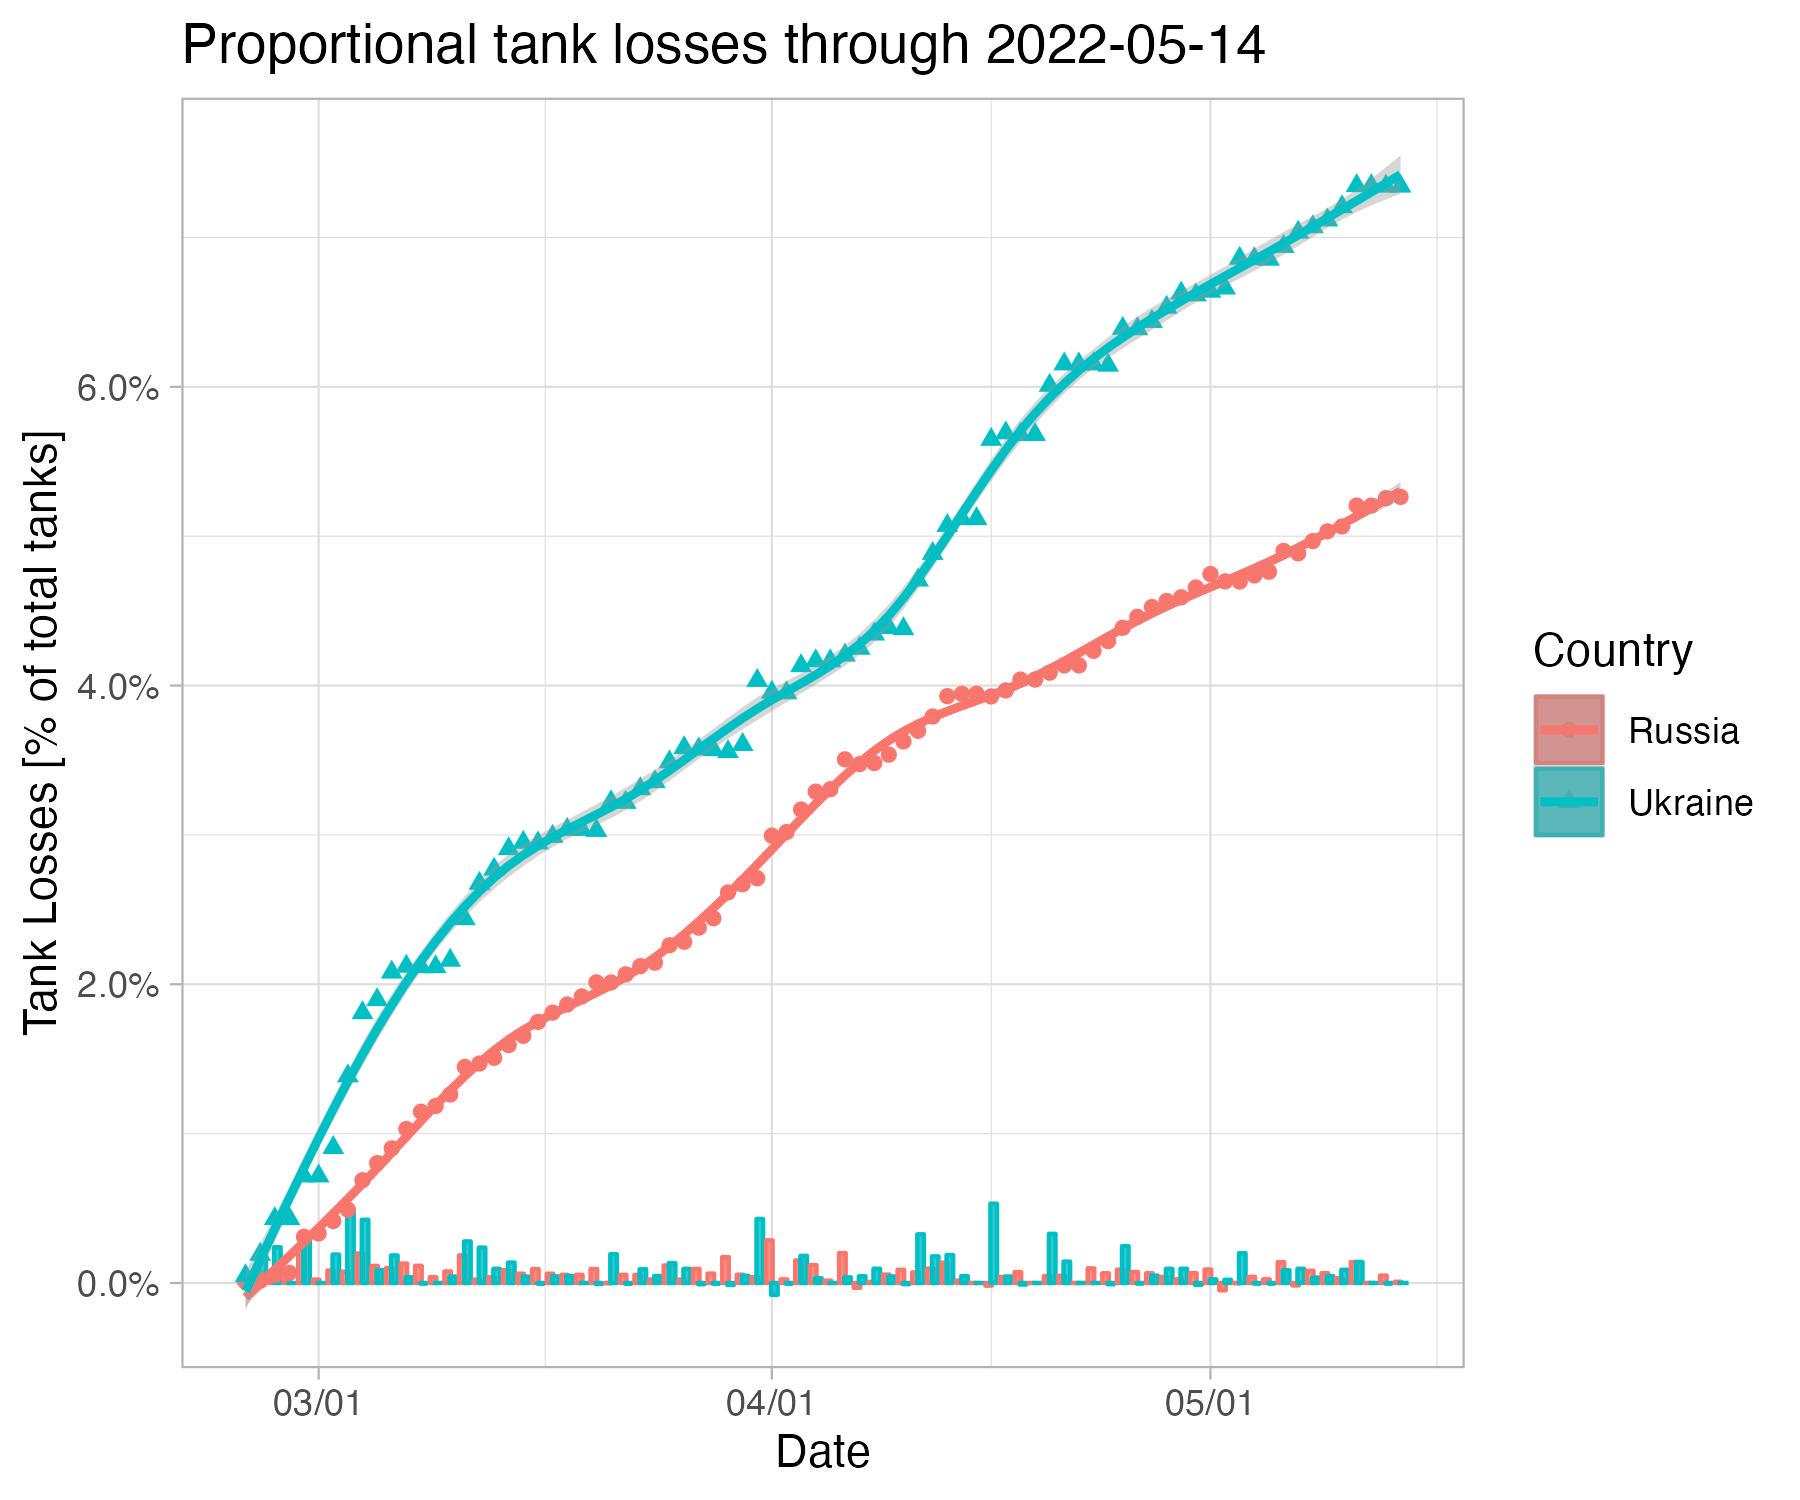 Proportional tank losses through 2022-05-14
Tank Losses [% of total tanks]
6.0%
4.0%
2.0%
0.0%
03/01
04/01
05/01
Date
Country
Russia
Ukraine